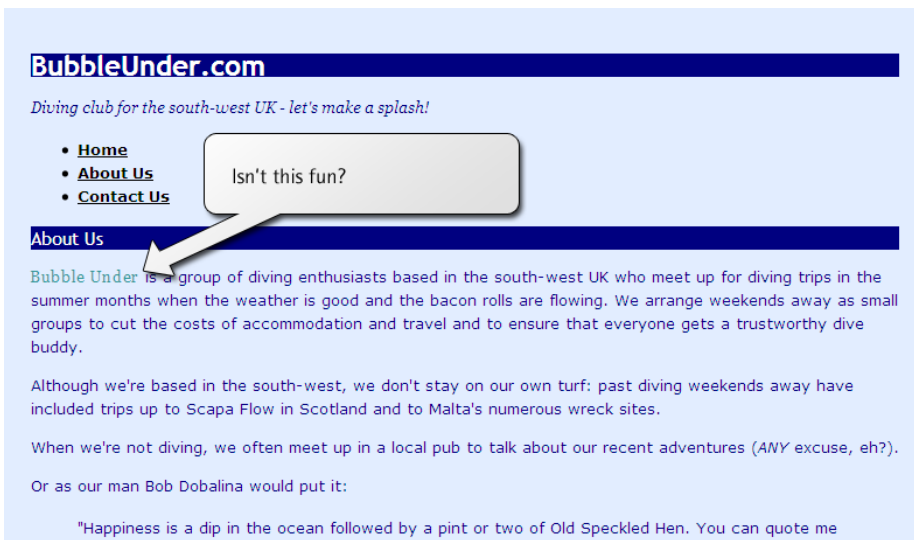 BubbleUnder.com
Diving club for the south-west UK - let's make a splash!
• Home
• About Us
• Contact Us
Isn't this fun?
About Us
Bubble Under is a group of diving enthusiasts based in the south-west UK who meet up for diving trips in the
summer months when the weather is good and the bacon rolls are flowing. We arrange weekends away as small
groups to cut the costs of accommodation and travel and to ensure that everyone gets a trustworthy dive
buddy.
Although we're based in the south-west, we don't stay on our own turf: past diving weekends away have
included trips up to Scapa Flow in Scotland and to Malta's numerous wreck sites.
When we're not diving, we often meet up in a local pub to talk about our recent adventures (ANY excuse, eh?).
Or as our man Bob Dobalina would put it:
"Happiness is a dip in the ocean followed by a pint or two of Old Speckled Hen. You can quote me